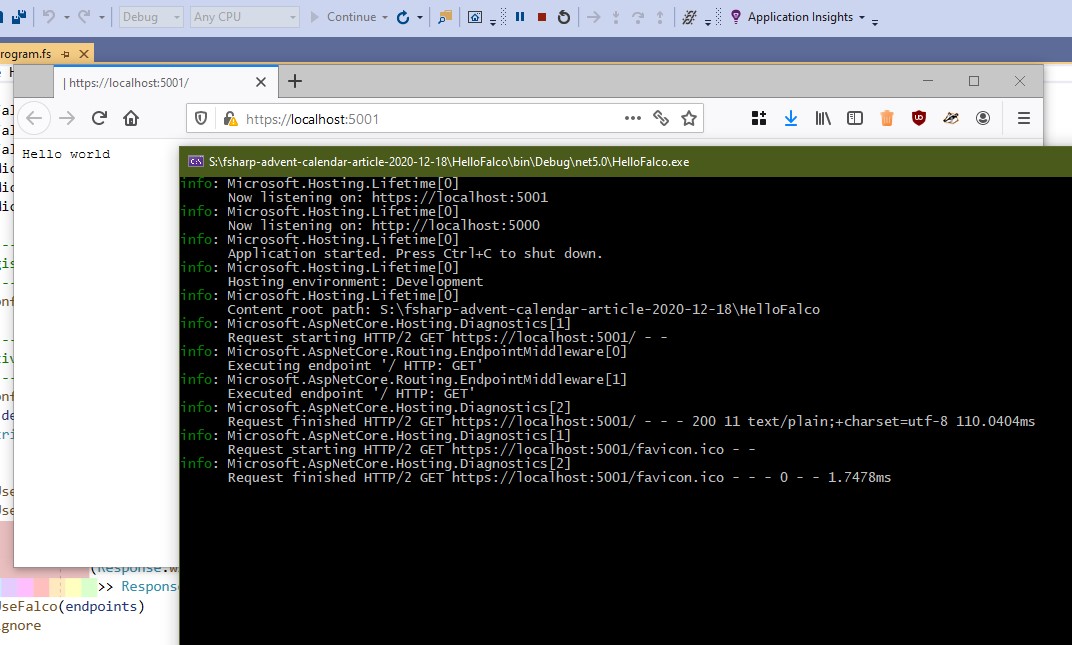 Debug Any CPU Continue Application Insights
rogram.fs
| https://localhost:5001/
https://localhost:5001
Hello world
S:\fsharp-advent-calendar-article-2020-12-18\HelloFalco\bin\Debug\net5.0\HelloFalco.exe
info: Microsoft.Hosting.Lifetime[0]
Now listening on: https://localhost:5001
info: Microsoft.Hosting.Lifetime[0]
Now listening on: http://localhost:5000
info: Microsoft.Hosting.Lifetime[0]
Application started. Press Ctrl+C to shut down.
info: Microsoft.Hosting.Lifetime[0]
Hosting environment: Development
info: Microsoft.Hosting.Lifetime[0]
Content root path: S:\fsharp-advent-calendar-article-2020-12-18\HelloFalco
info: Microsoft.AspNetCore.Hosting.Diagnostics[1]
Request starting HTTP/2 GET https://localhost:5001/ - -
info: Microsoft.AspNetCore.Routing.EndpointMiddleware[0]
Executing endpoint '/ HTTP: GET'
info: Microsoft.AspNetCore.Routing.EndpointMiddleware[1]
Executed endpoint '/ HTTP: GET'
info: Microsoft.AspNetCore.Hosting.Diagnostics[2]
Request finished HTTP/2 GET https://localhost:5001/ - - - 200 11 text/plain;+charset=utf-8 110.0404ms
info: Microsoft.AspNetCore.Hosting.Diagnostics[1]
Request starting HTTP/2 GET https://localhost:5001/favicon.ico - -
info: Microsoft.AspNetCore.Hosting.Diagnostics[2]
Request finished HTTP/2 GET https://localhost:5001/favicon.ico - - - 0 - - 1.7478ms
(Response.w
>> Respons
UseFalco(endpoints)
ignore